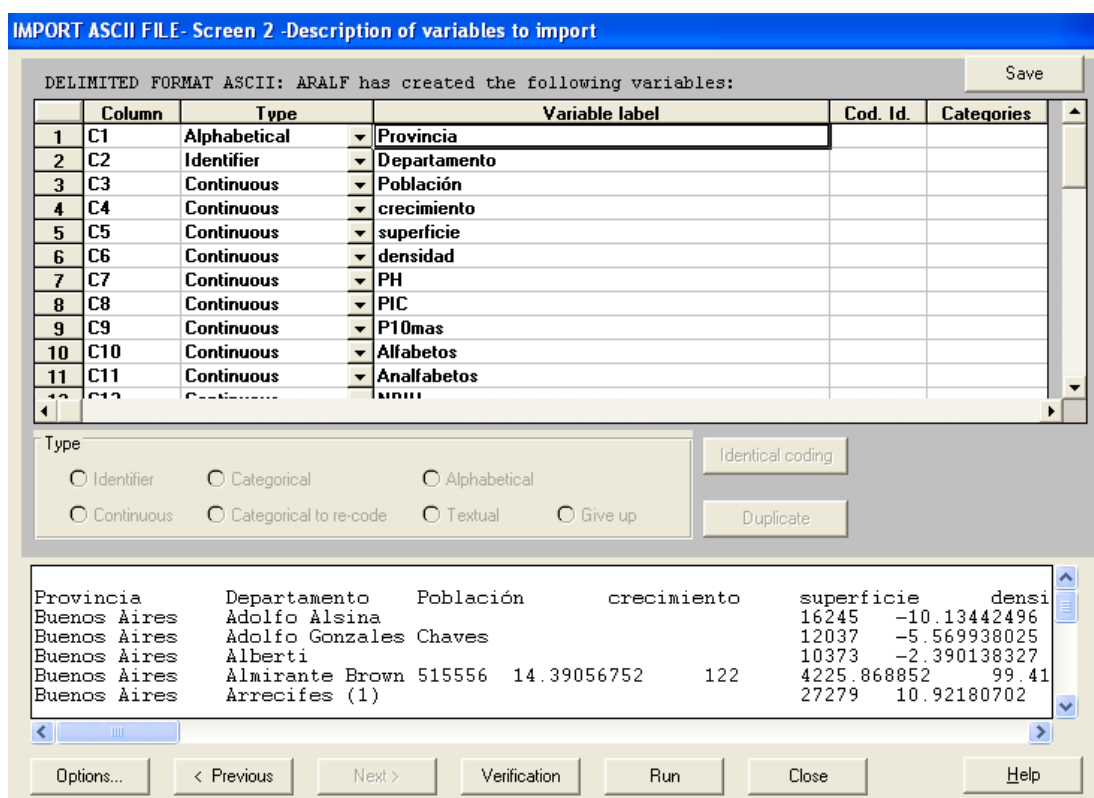 IMPORT ASCII FILE- Screen 2 -Description of variables to import
DELIMITED FORMAT ASCII: ARALF has created the following variables:
Save
Column Type Variable label Cod. Id. Categories
1 C1 Alphabetical Provincia
2 C2 Identifier Departamento
3 C3 Continuous Población
4 C4 Continuous crecimiento
5 C5 Continuous superficie
6 C6 Continuous densidad
7 C7 Continuous PH
8 C8 Continuous PIC
9 C9 Continuous P10mas
10 C10 Continuous Alfabetos
11 C11 Continuous Analfabetos
Type
Identifier Categorical Alphabetical
Continuous Categorical to re-code Textual Give up
Identical coding
Duplicate
Provincia Departamento Población crecimiento superficie densi
Buenos Aires Adolfo Alsina 16245 -10.13442496
Buenos Aires Adolfo Gonzales Chaves 12037 -5.569938025
Buenos Aires Alberti 10373 -2.390138327
Buenos Aires Almirante Brown 515556 14.39056752 122 4225.868852 99.41
Buenos Aires Arrecifes (1) 27279 10.92180702
Options... < Previous Next > Verification Run Close Help